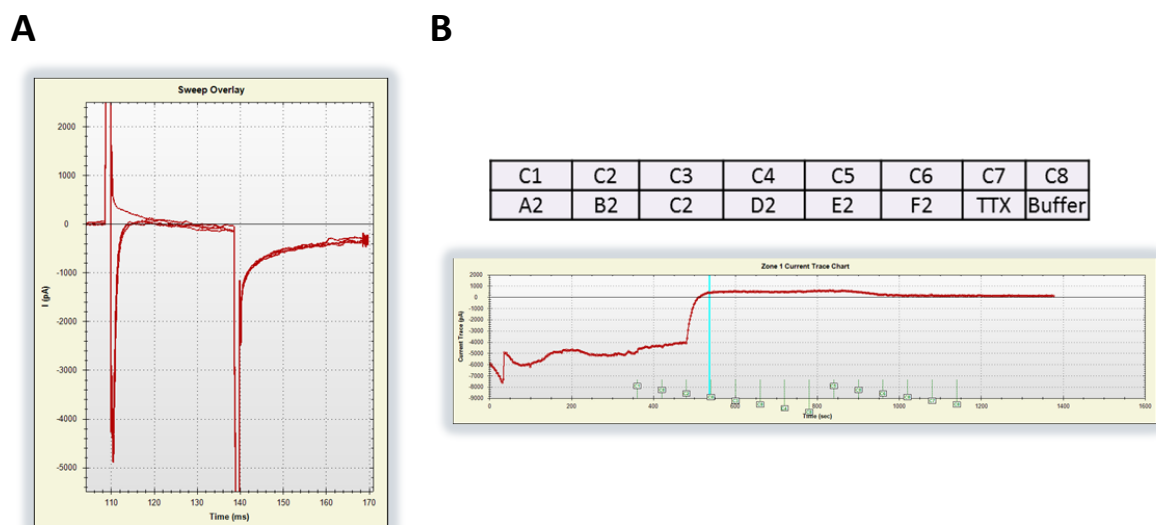 A
B
Sweep Overlay
I (pA)
2000
1000
0
-1000
-2000
-3000
-4000
-5000
110 120 130 140 150 160 170
Time (ms)
C1 C2 C3 C4 C5 C6 C7 C8
A2 B2 C2 D2 E2 F2 TTX Buffer
Zone 1 Current Trace Chart
Current Trace (pA)
2000
1000
0
-1000
-2000
-3000
-4000
-5000
-6000
-7000
-8000
-9000
0 200 400 600 800 1000 1200 1400 1600
Time (sec)